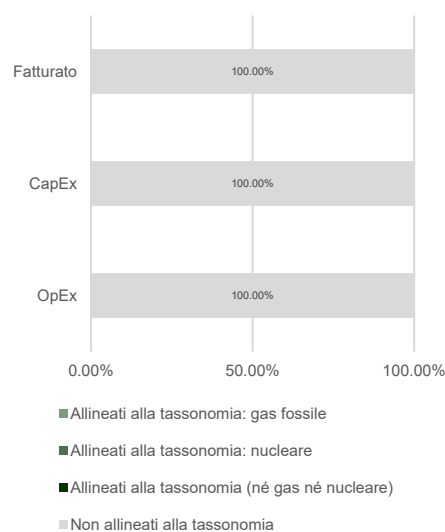 Fatturato
100.00%
CapEx
100.00%
OpEx
100.00%
0.00% 50.00% 100.00%
Allineati alla tassonomia: gas fossile
Allineati alla tassonomia: nucleare
Allineati alla tassonomia (né gas né nucleare)
Non allineati alla tassonomia